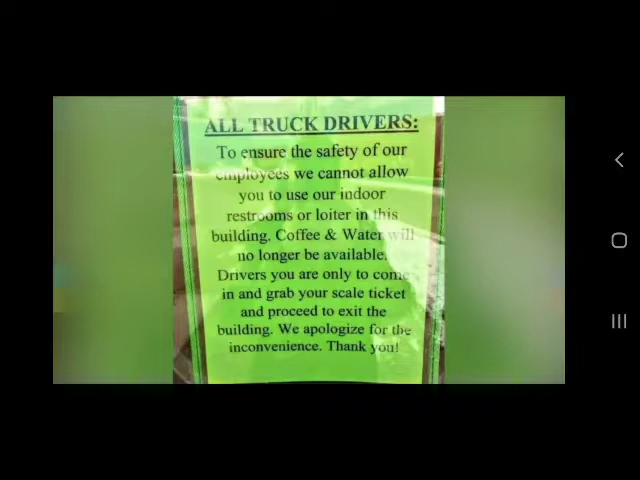 ALL TRUCK DRIVERS:
To ensure the safety of our
employees we cannot allow
you to use our indoor
restrooms or loiter in this
building. Coffee & Water will
no longer be available.
Drivers you are only to come
in and grab your scale ticket
and proceed to exit the
building. We apologize for the
inconvenience. Thank you!